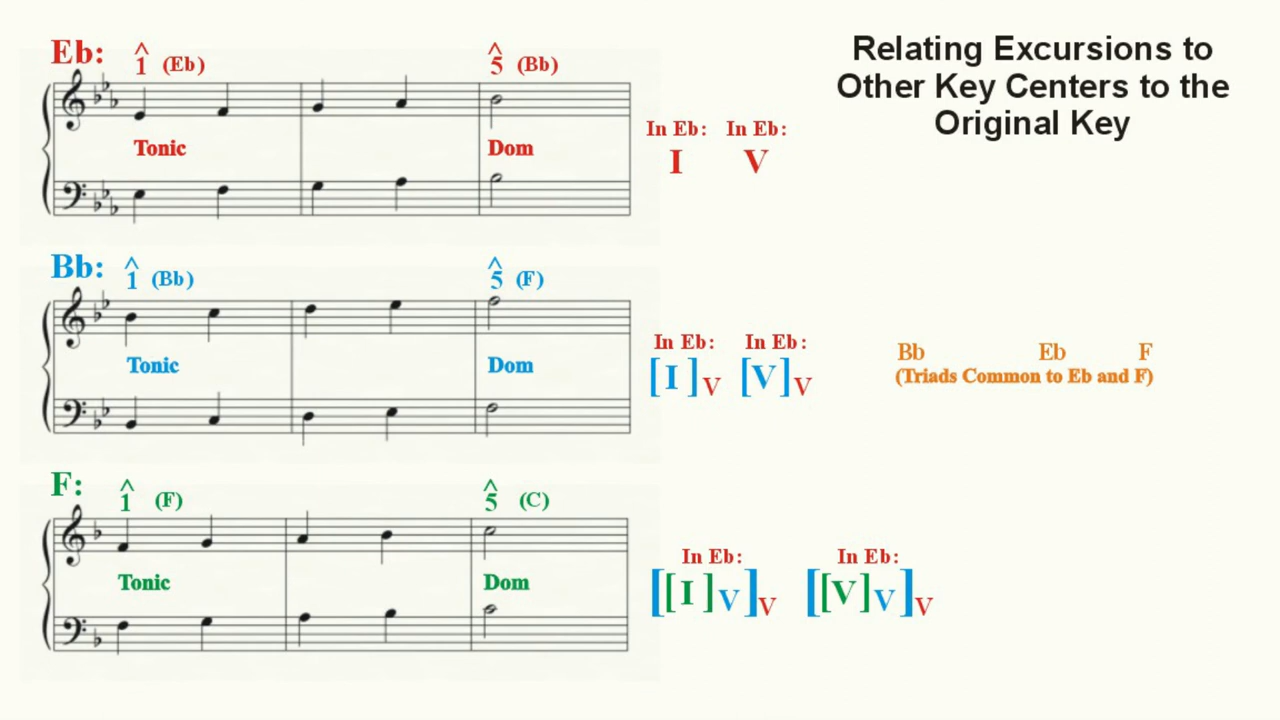 Relating Excursions to
Other Key Centers to the
Original Key
Eb: ^1 (Eb) ^5 (Bb)
Tonic Dom
In Eb: In Eb:
I V
Bb: ^1 (Bb) ^5 (F)
Tonic Dom
In Eb: In Eb:
[I]V [V]V
Bb Eb F
(Triads Common to Eb and F)
F: ^1 (F) ^5 (C)
Tonic Dom
In Eb: In Eb:
[[I]V]V [[V]V]V